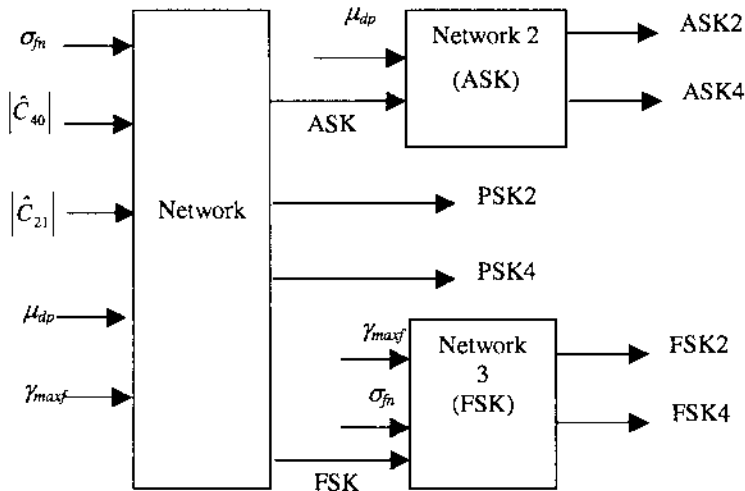 σfn
|Ĉ40|
|Ĉ21|
μdp
γmaxf
Network
ASK
PSK2
PSK4
FSK
μdp
Network 2
(ASK)
ASK2
ASK4
γmaxf
σfn
Network
3
(FSK)
FSK2
FSK4